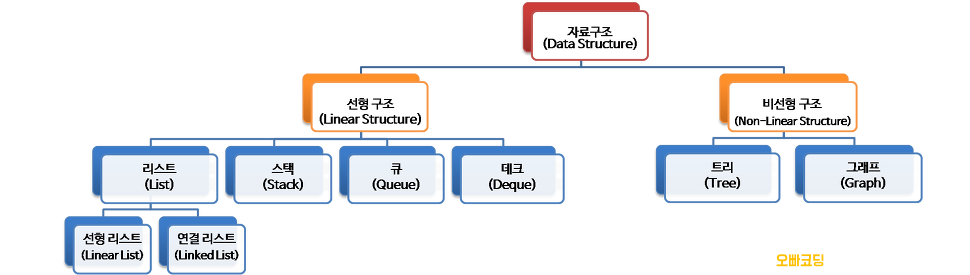 자료구조
(Data Structure)
선형 구조
(Linear Structure)
비선형 구조
(Non-Linear Structure)
리스트
(List)
스택
(Stack)
큐
(Queue)
데크
(Deque)
트리
(Tree)
그래프
(Graph)
선형 리스트
(Linear List)
연결 리스트
(Linked List)
오빠코딩